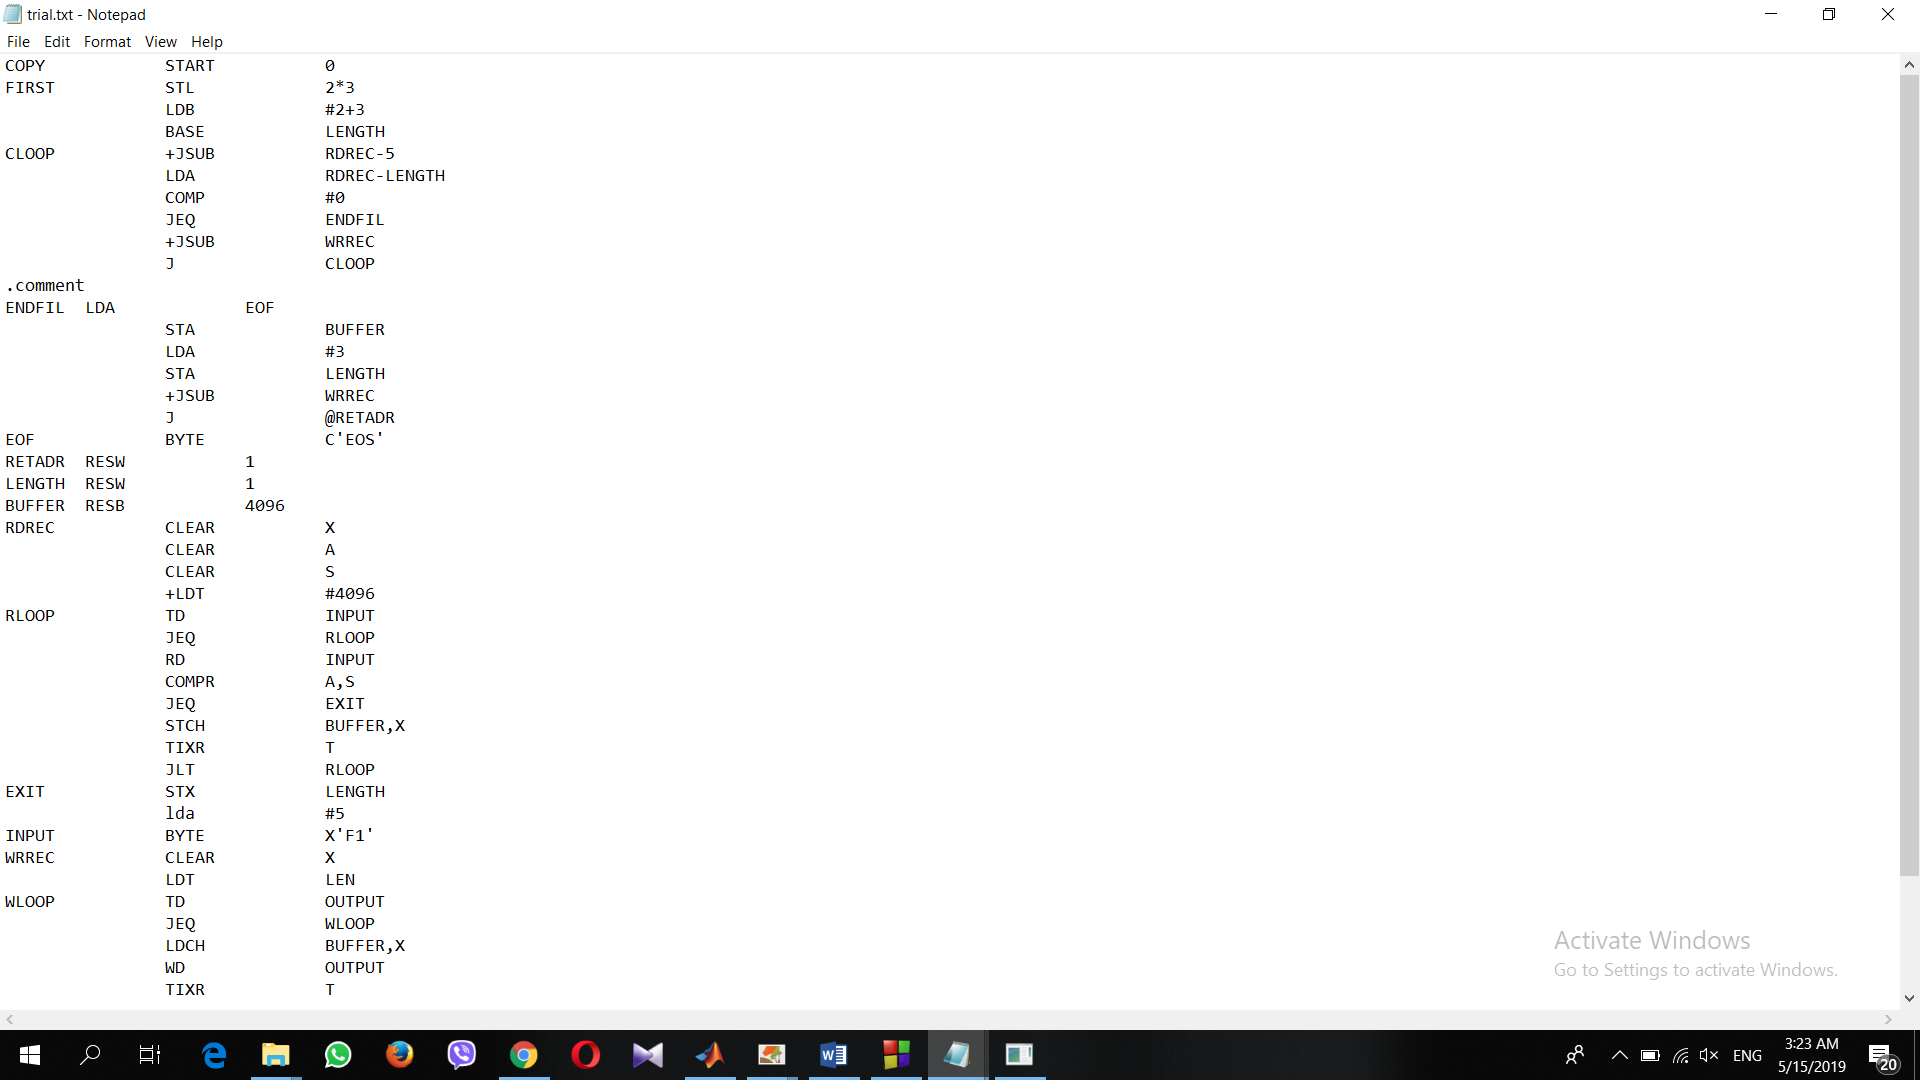 trial.txt - Notepad
File Edit Format View Help
COPY START 0
FIRST STL 2*3
LDB #2+3
BASE LENGTH
CLOOP +JSUB RDREC-5
LDA RDREC-LENGTH
COMP #0
JEQ ENDFIL
+JSUB WRREC
J CLOOP
.comment
ENDFIL LDA EOF
STA BUFFER
LDA #3
STA LENGTH
+JSUB WRREC
J @RETADR
EOF BYTE C'EOS'
RETADR RESW 1
LENGTH RESW 1
BUFFER RESB 4096
RDREC CLEAR X
CLEAR A
CLEAR S
+LDT #4096
RLOOP TD INPUT
JEQ RLOOP
RD INPUT
COMPR A,S
JEQ EXIT
STCH BUFFER,X
TIXR T
JLT RLOOP
EXIT STX LENGTH
lda #5
INPUT BYTE X'F1'
WRREC CLEAR X
LDT LEN
WLOOP TD OUTPUT
JEQ WLOOP
LDCH BUFFER,X
WD OUTPUT
TIXR T
Activate Windows
Go to Settings to activate Windows.
ENG
3:23 AM
5/15/2019
20